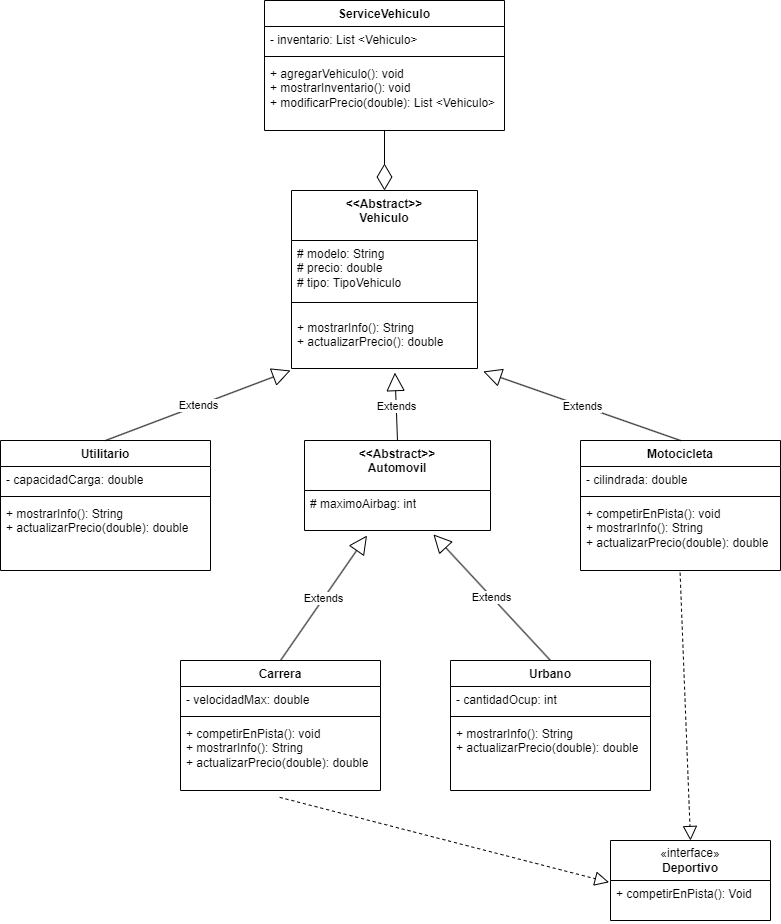 ServiceVehiculo
- inventario: List <Vehiculo>
+ agregarVehiculo(): void
+ mostrarInventario(): void
+ modificarPrecio(double): List <Vehiculo>
<<Abstract>>
Vehiculo
# modelo: String
# precio: double
# tipo: TipoVehiculo
+ mostrarInfo(): String
+ actualizarPrecio(): double
Extends
Extends
Extends
Utilitario
- capacidadCarga: double
+ mostrarInfo(): String
+ actualizarPrecio(double): double
<<Abstract>>
Automovil
# maximoAirbag: int
Motocicleta
- cilindrada: double
+ competirEnPista(): void
+ mostrarInfo(): String
+ actualizarPrecio(double): double
Extends
Extends
Carrera
- velocidadMax: double
+ competirEnPista(): void
+ mostrarInfo(): String
+ actualizarPrecio(double): double
Urbano
- cantidadOcup: int
+ mostrarInfo(): String
+ actualizarPrecio(double): double
«interface»
Deportivo
+ competirEnPista(): Void